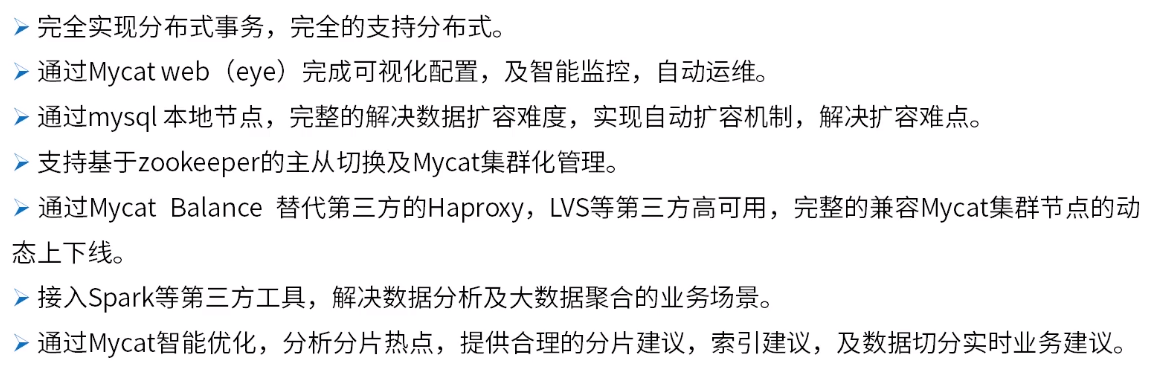 ➢ 完全实现分布式事务，完全的支持分布式。
➢ 通过Mycat web（eye）完成可视化配置，及智能监控，自动运维。
➢ 通过mysql 本地节点，完整的解决数据扩容难度，实现自动扩容机制，解决扩容难点。
➢ 支持基于zookeeper的主从切换及Mycat集群化管理。
➢ 通过Mycat Balance 替代第三方的Haproxy，LVS等第三方高可用，完整的兼容Mycat集群节点的动
态上下线。
➢ 接入Spark等第三方工具，解决数据分析及大数据聚合的业务场景。
➢ 通过Mycat智能优化，分析分片热点，提供合理的分片建议，索引建议，及数据切分实时业务建议。